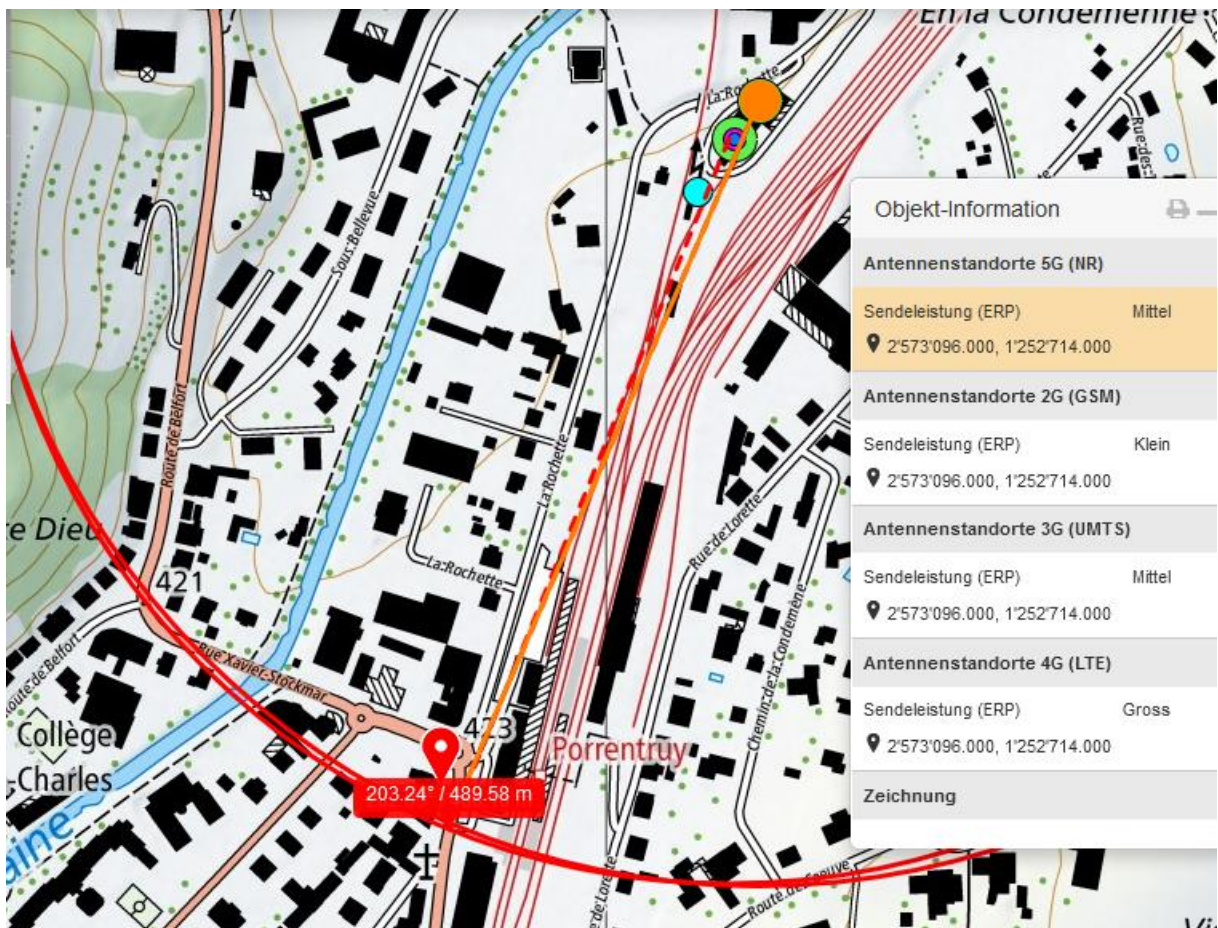 En la Condemenne
La Rochette
Rue des
Objekt-Information
Antennenstandorte 5G (NR)
Sendeleistung (ERP) Mittel
2'573'096.000, 1'252'714.000
Antennenstandorte 2G (GSM)
Sendeleistung (ERP) Klein
2'573'096.000, 1'252'714.000
Antennenstandorte 3G (UMTS)
Sendeleistung (ERP) Mittel
2'573'096.000, 1'252'714.000
Antennenstandorte 4G (LTE)
Sendeleistung (ERP) Gross
2'573'096.000, 1'252'714.000
Zeichnung
Sous Bellevue
Route de Belfort
La Rochette
Rue de Lorette
re Dieu
421
La Rochette
Chemin de la Condemène
Route de Belfort
Rue Xavier-Stockmar
Collège
-Charles
423
Porrentruy
203.24° / 489.58 m
aine
de Lorette
Route de Coeuve